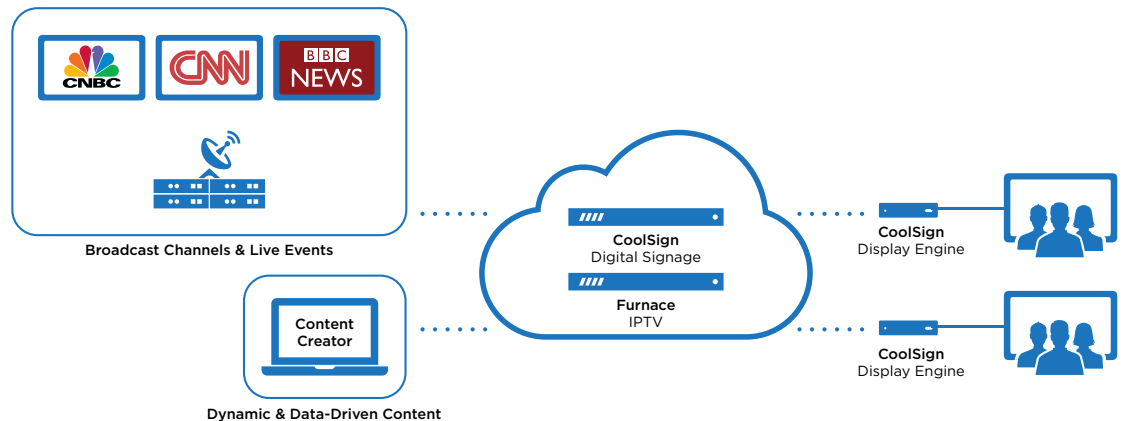 CNBC
CNN
BBC
NEWS
Broadcast Channels & Live Events
Content
Creator
Dynamic & Data-Driven Content
CoolSign
Digital Signage
Furnace
IPTV
CoolSign
Display Engine
CoolSign
Display Engine